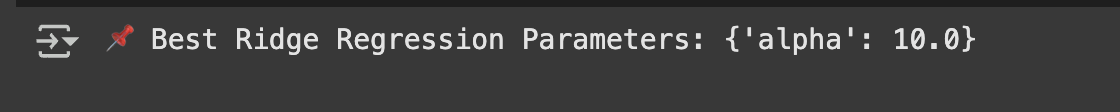 📌 Best Ridge Regression Parameters: {'alpha': 10.0}